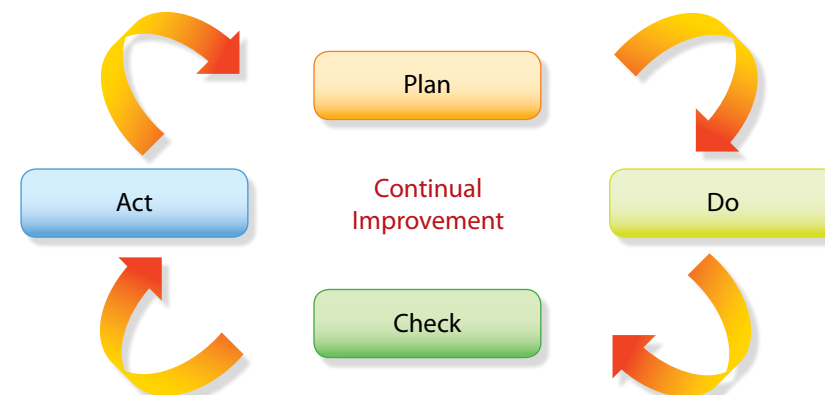 Plan
Act
Continual
Improvement
Do
Check